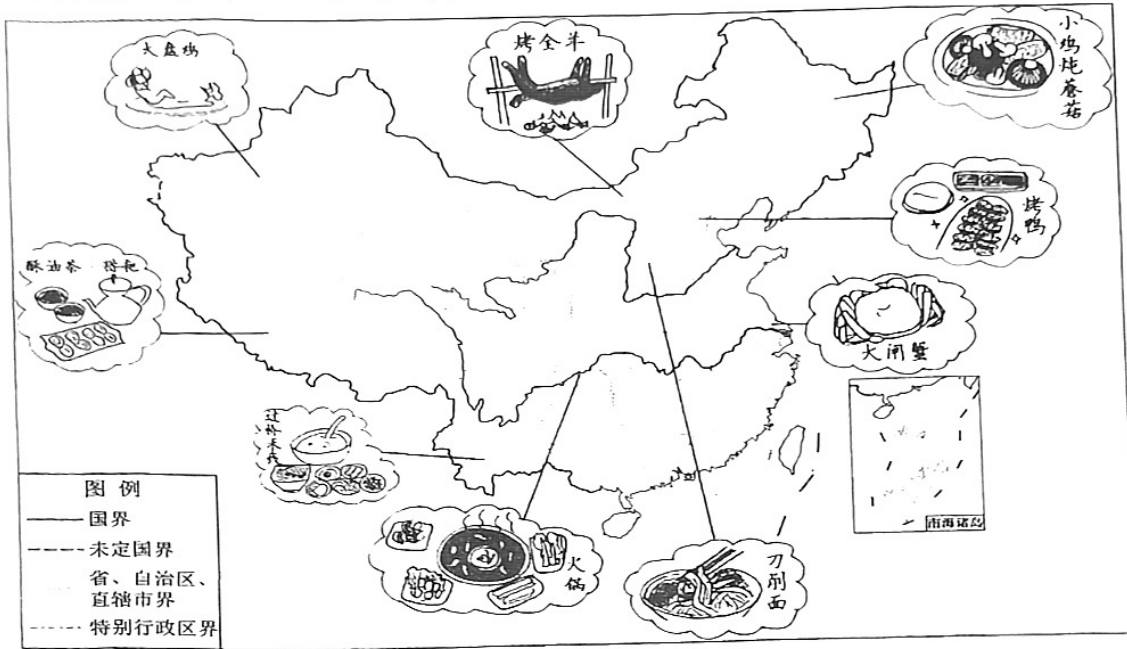 大盘鸡
烤全羊
小鸡炖蘑菇
烤鸭
酥油茶 糌粑
大闸蟹
过桥米线
火锅
刀削面
南海诸岛
图例
国界
未定国界
省、自治区、
直辖市界
特别行政区界